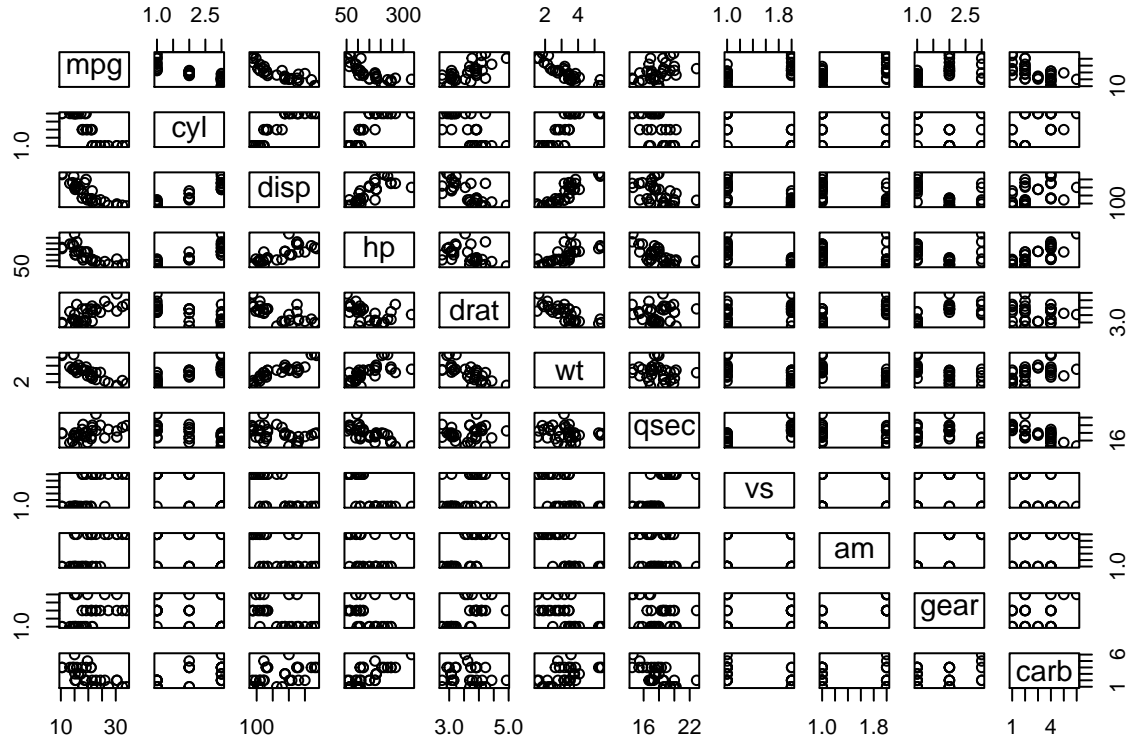 1.0 2.5 50 300 2 4 1.0 1.8 1.0 2.5
mpg 10
1.0 cyl
disp 100
50 hp
drat 3.0
2 wt
qsec 16
1.0 vs
am 1.0
1.0 gear
carb 1 6
10 30 100 3.0 5.0 16 22 1.0 1.8 1 4